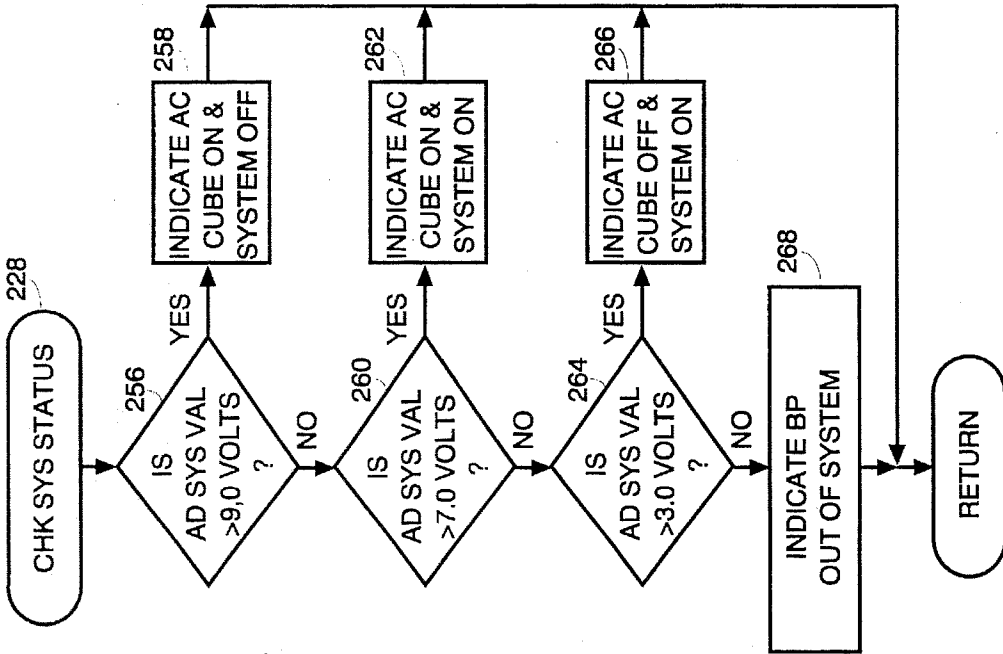 228
CHK SYS STATUS
256
IS
AD SYS VAL
>9,0 VOLTS
?
YES
NO
258
INDICATE AC
CUBE ON &
SYSTEM OFF
260
IS
AD SYS VAL
>7.0 VOLTS
?
YES
NO
262
INDICATE AC
CUBE ON &
SYSTEM ON
264
IS
AD SYS VAL
>3.0 VOLTS
?
YES
NO
266
INDICATE AC
CUBE OFF &
SYSTEM ON
268
INDICATE BP
OUT OF SYSTEM
RETURN